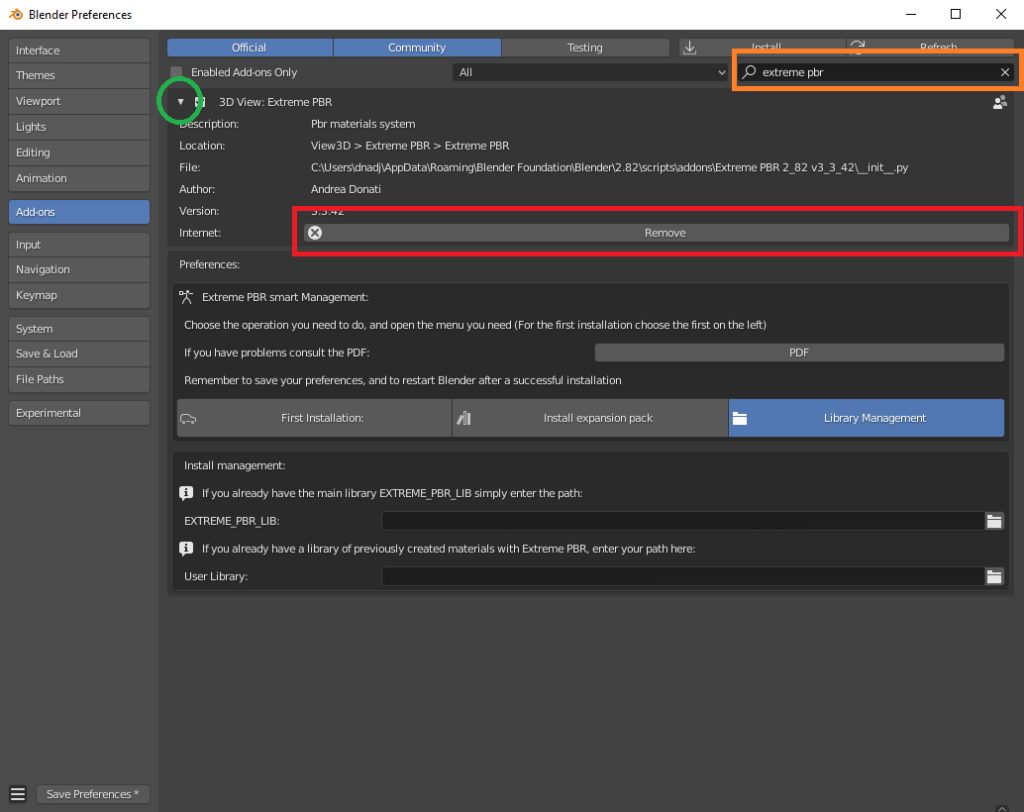 Blender Preferences
Interface
Themes
Viewport
Lights
Editing
Animation
Add-ons
Input
Navigation
Keymap
System
Save & Load
File Paths
Experimental
Save Preferences *
Official Community Testing Install Refresh
Enabled Add-ons Only All extreme pbr
3D View: Extreme PBR
Description: Pbr materials system
Location: View3D > Extreme PBR > Extreme PBR
File: C:\Users\dnadj\AppData\Roaming\Blender Foundation\Blender\2.82\scripts\addons\Extreme PBR 2_82 v3_3_42\__init__.py
Author: Andrea Donati
Version: 3.3.42
Internet: Remove
Preferences:
Extreme PBR smart Management:
Choose the operation you need to do, and open the menu you need (For the first installation choose the first on the left)
If you have problems consult the PDF: PDF
Remember to save your preferences, and to restart Blender after a successful installation
First Installation: Install expansion pack Library Management
Install management:
If you already have the main library EXTREME_PBR_LIB simply enter the path:
EXTREME_PBR_LIB:
If you already have a library of previously created materials with Extreme PBR, enter your path here:
User Library: